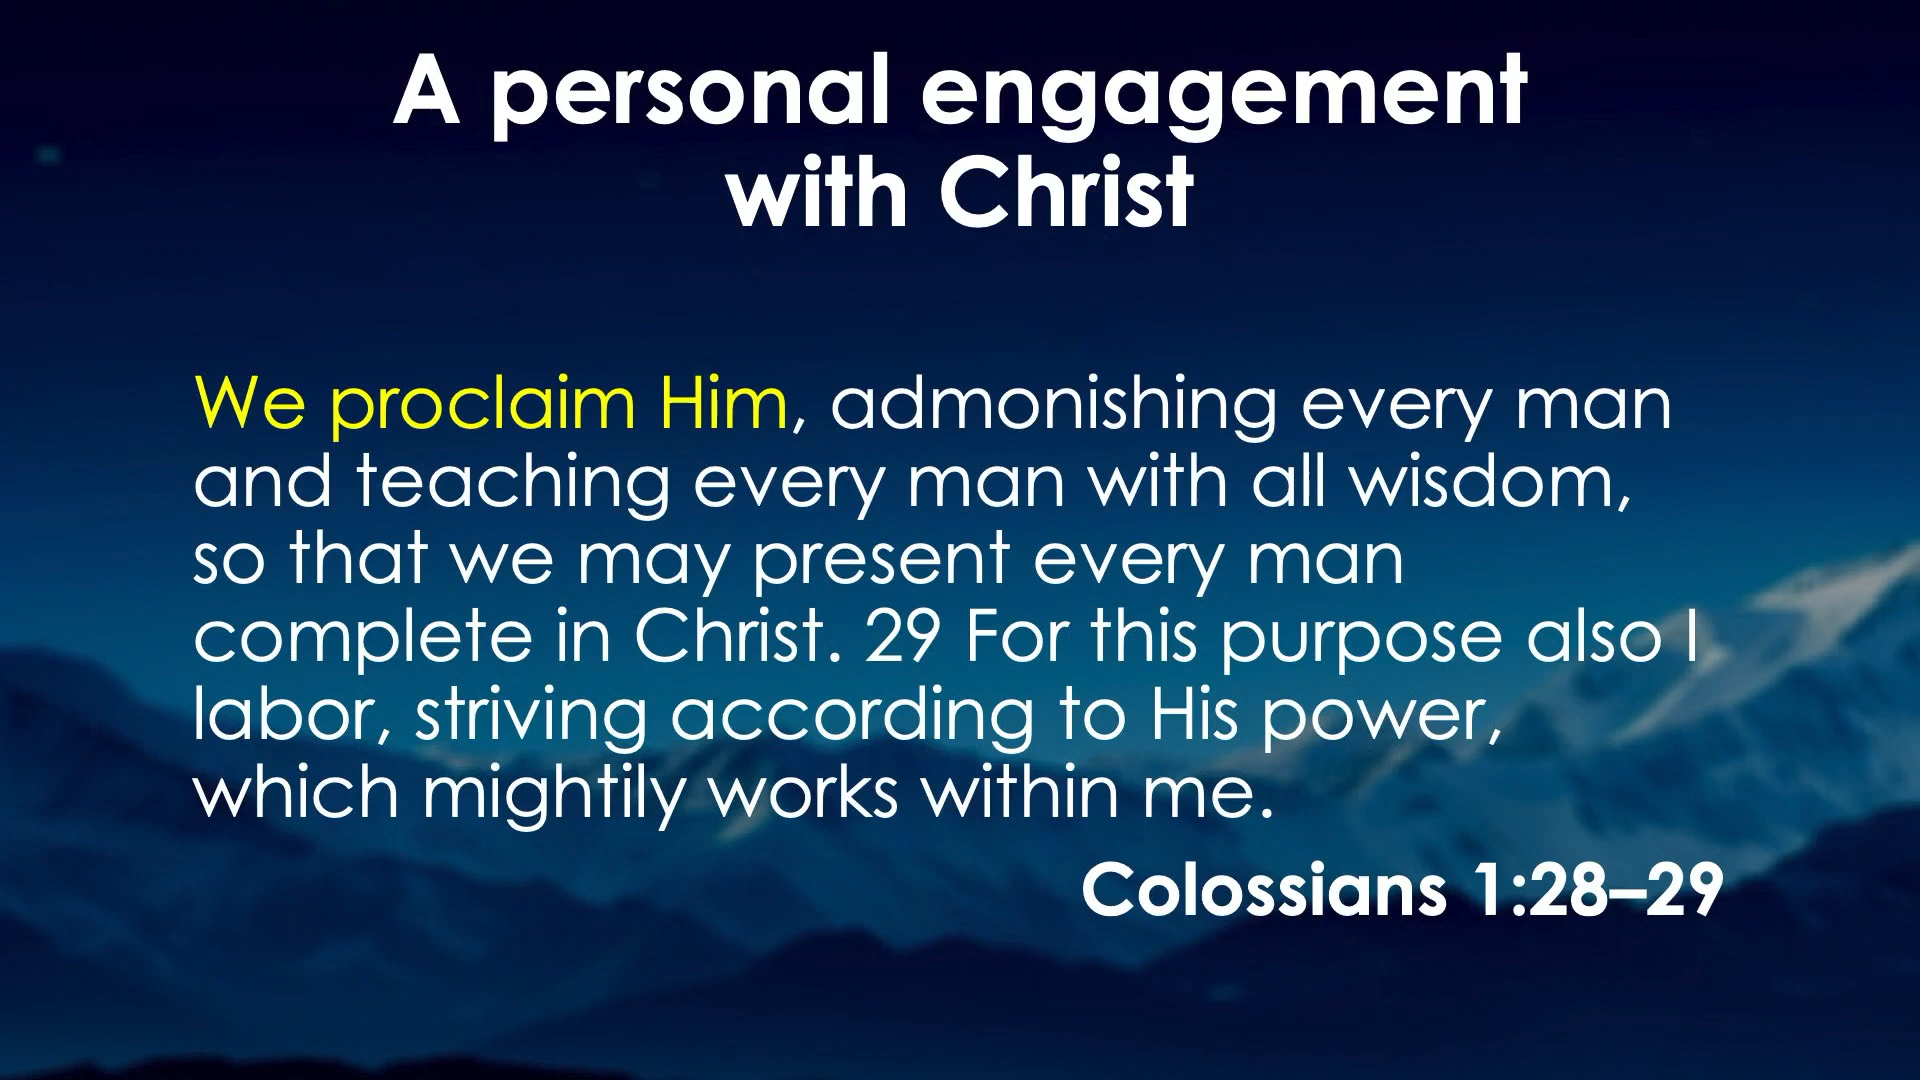 A personal engagement
with Christ
We proclaim Him, admonishing every man
and teaching every man with all wisdom,
so that we may present every man
complete in Christ. 29 For this purpose also I
labor, striving according to His power,
which mightily works within me.
Colossians 1:28–29